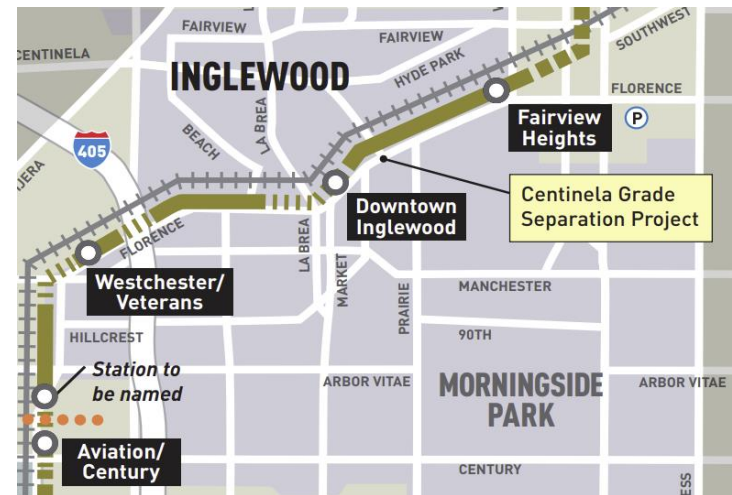 FAIRVIEW
FAIRVIEW
SOUTHWEST
CENTINELA
INGLEWOOD
HYDE PARK
LA BREA
FLORENCE
Fairview
Heights
P
BEACH
405
Centinela Grade
Separation Project
Downtown
Inglewood
FLORENCE
LA BREA
MARKET
PRAIRIE
Westchester/
Veterans
MANCHESTER
HILLCREST
90TH
Station to
be named
ARBOR VITAE
MORNINGSIDE
PARK
ARBOR VITAE
Aviation/
Century
CENTURY